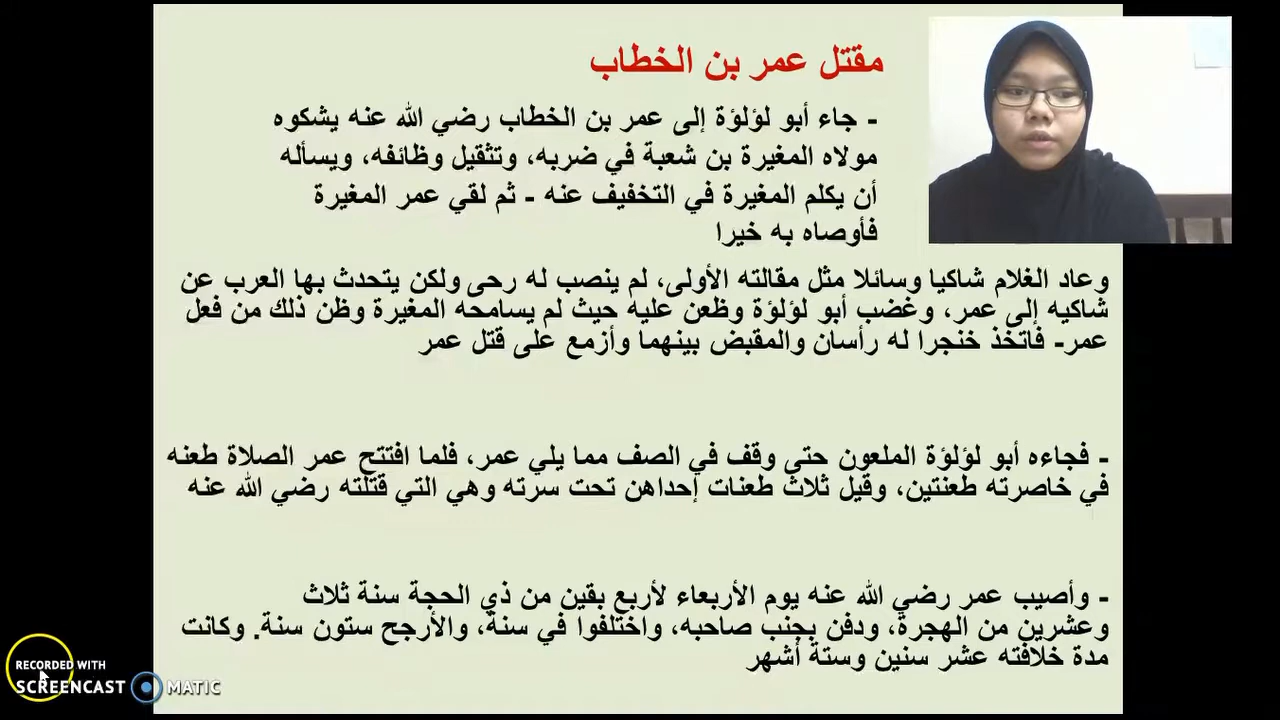 مقتل عمر بن الخطاب
- جاء أبو لؤلؤة إلى عمر بن الخطاب رضي الله عنه يشكوه
مولاه المغيرة بن شعبة في ضربه، وتثقيل وظائفه، ويسأله
أن يكلم المغيرة في التخفيف عنه - ثم لقي عمر المغيرة
فأوصاه به خيرا
وعاد الغلام شاكيا وسائلا مثل مقالته الأولى، لم ينصب له رحى ولكن يتحدث بها العرب عن
شاكيه إلى عمر، وغضب أبو لؤلؤة وظعن عليه حيث لم يسامحه المغيرة وظن ذلك من فعل
عمر- فاتخذ خنجرا له رأسان والمقبض بينهما وأزمع على قتل عمر
- فجاءه أبو لؤلؤة الملعون حتى وقف في الصف مما يلي عمر، فلما افتتح عمر الصلاة طعنه
في خاصرته طعنتين، وقيل ثلاث طعنات إحداهن تحت سرته وهي التي قتلته رضي الله عنه
- وأصيب عمر رضي الله عنه يوم الأربعاء لأربع بقين من ذي الحجة سنة ثلاث
وعشرين من الهجرة، ودفن بجنب صاحبه، واختلفوا في سنة، والأرجح ستون سنة. وكانت
مدة خلافته عشر سنين وستة أشهر
RECORDED WITH
SCREENCAST MATIC